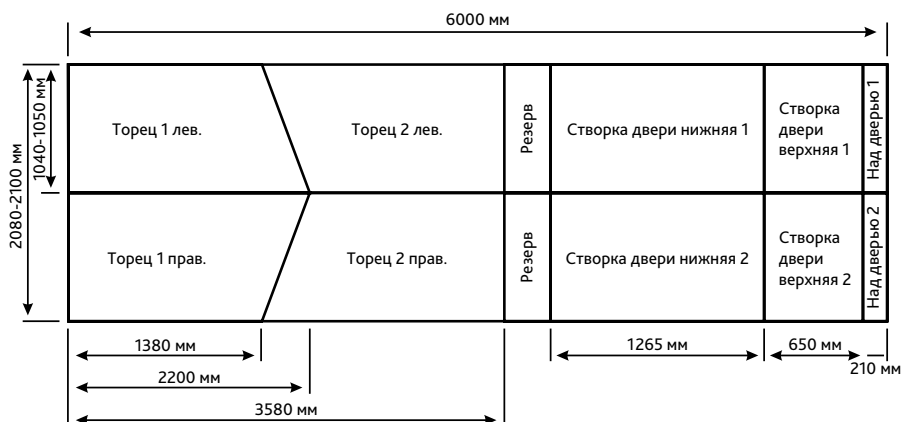 6000 мм
2080-2100 мм
1040-1050 мм
Торец 1 лев.
Торец 2 лев.
Резерв
Створка двери нижняя 1
Створка
двери
верхняя 1
Над дверью 1
Торец 1 прав.
Торец 2 прав.
Резерв
Створка двери нижняя 2
Створка
двери
верхняя 2
Над дверью 2
1380 мм
1265 мм
650 мм
210 мм
2200 мм
3580 мм